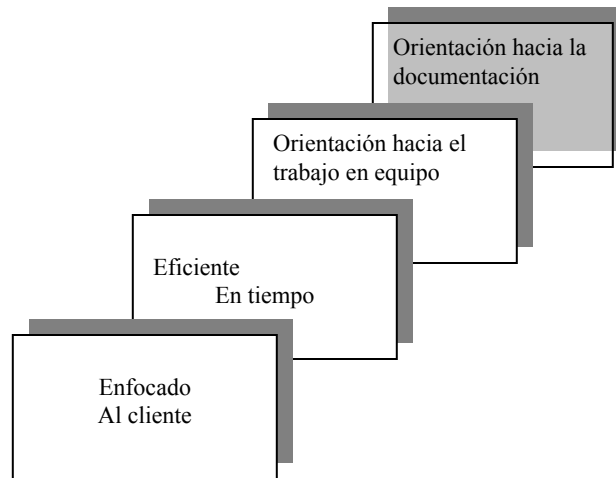 Orientación hacia la
documentación
Orientación hacia el
trabajo en equipo
Eficiente
En tiempo
Enfocado
Al cliente